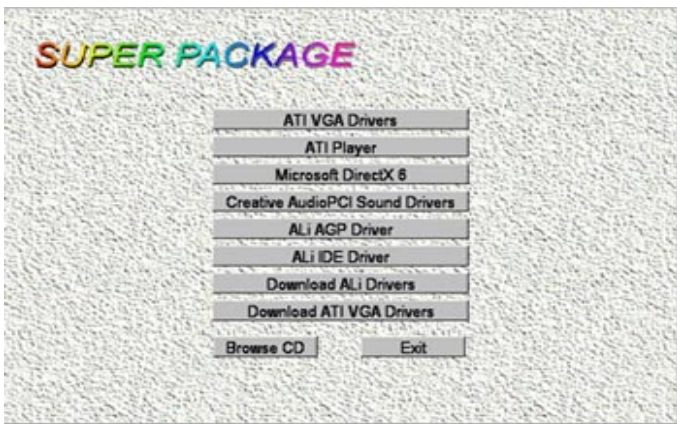 SUPER PACKAGE
ATI VGA Drivers
ATI Player
Microsoft DirectX 6
Creative AudioPCI Sound Drivers
ALi AGP Driver
ALi IDE Driver
Download ALi Drivers
Download ATI VGA Drivers
Browse CD Exit